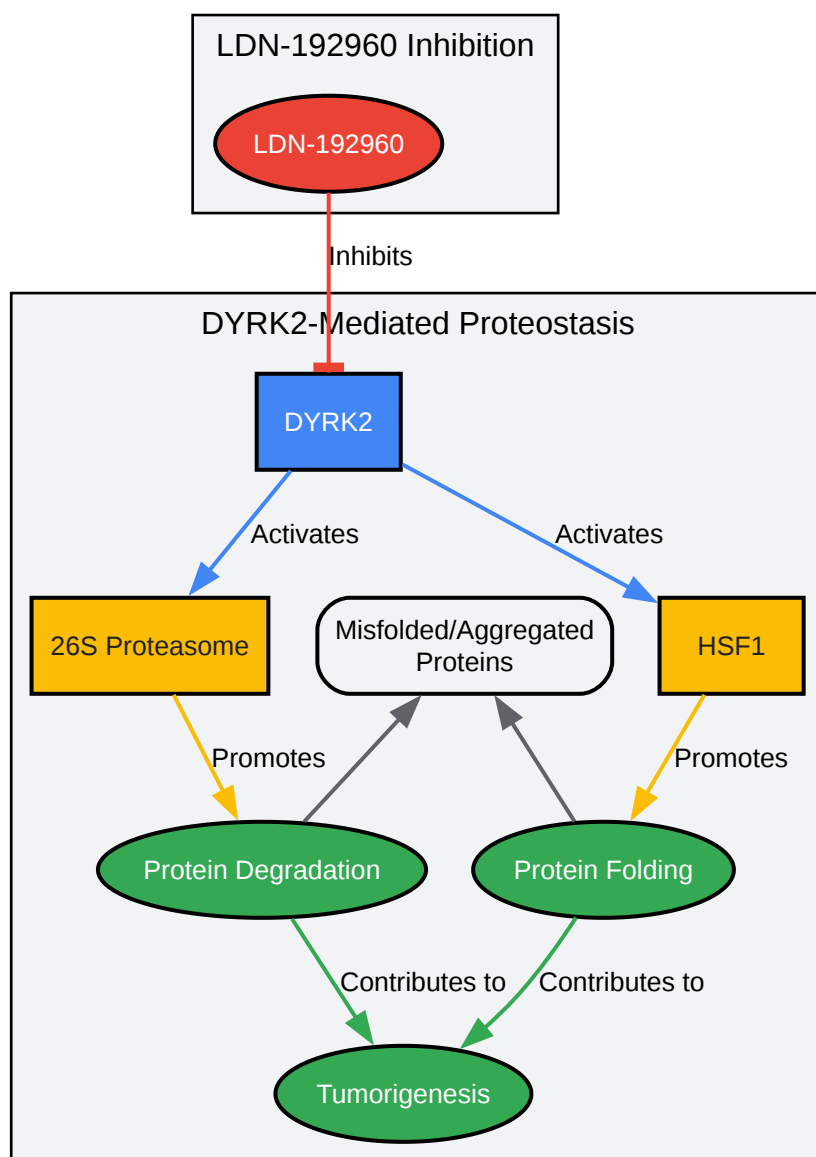 LDN-192960 Inhibition
LDN-192960
Inhibits
DYRK2-Mediated Proteostasis
DYRK2
Activates
Activates
26S Proteasome
Misfolded/Aggregated
Proteins
HSF1
Promotes
Promotes
Protein Degradation
Protein Folding
Contributes to
Contributes to
Tumorigenesis